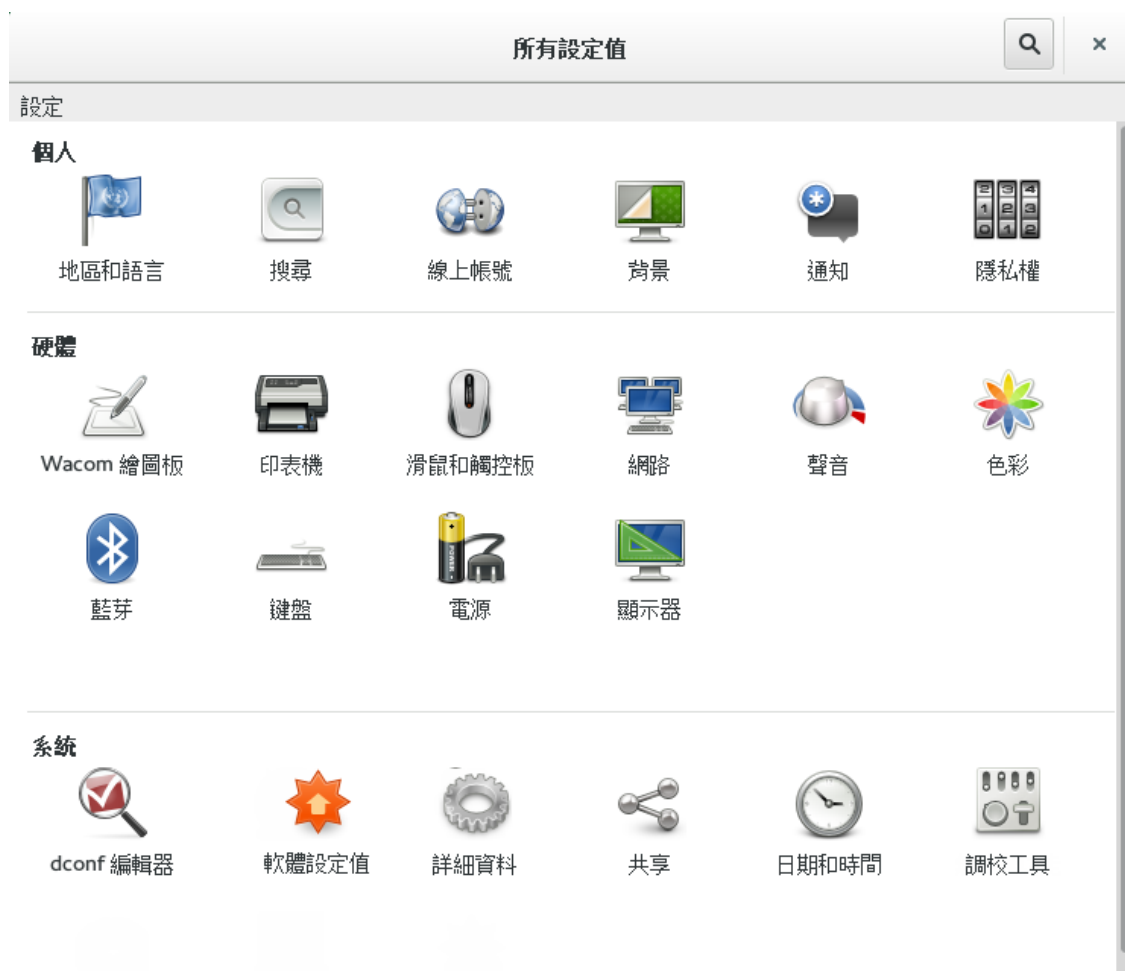 所有設定值
設定
個人
地區和語言 搜尋 線上帳號 背景 通知 隱私權
硬體
Wacom 繪圖板 印表機 滑鼠和觸控板 網路 聲音 色彩
藍芽 鍵盤 電源 顯示器
系統
dconf 編輯器 軟體設定值 詳細資料 共享 日期和時間 調校工具